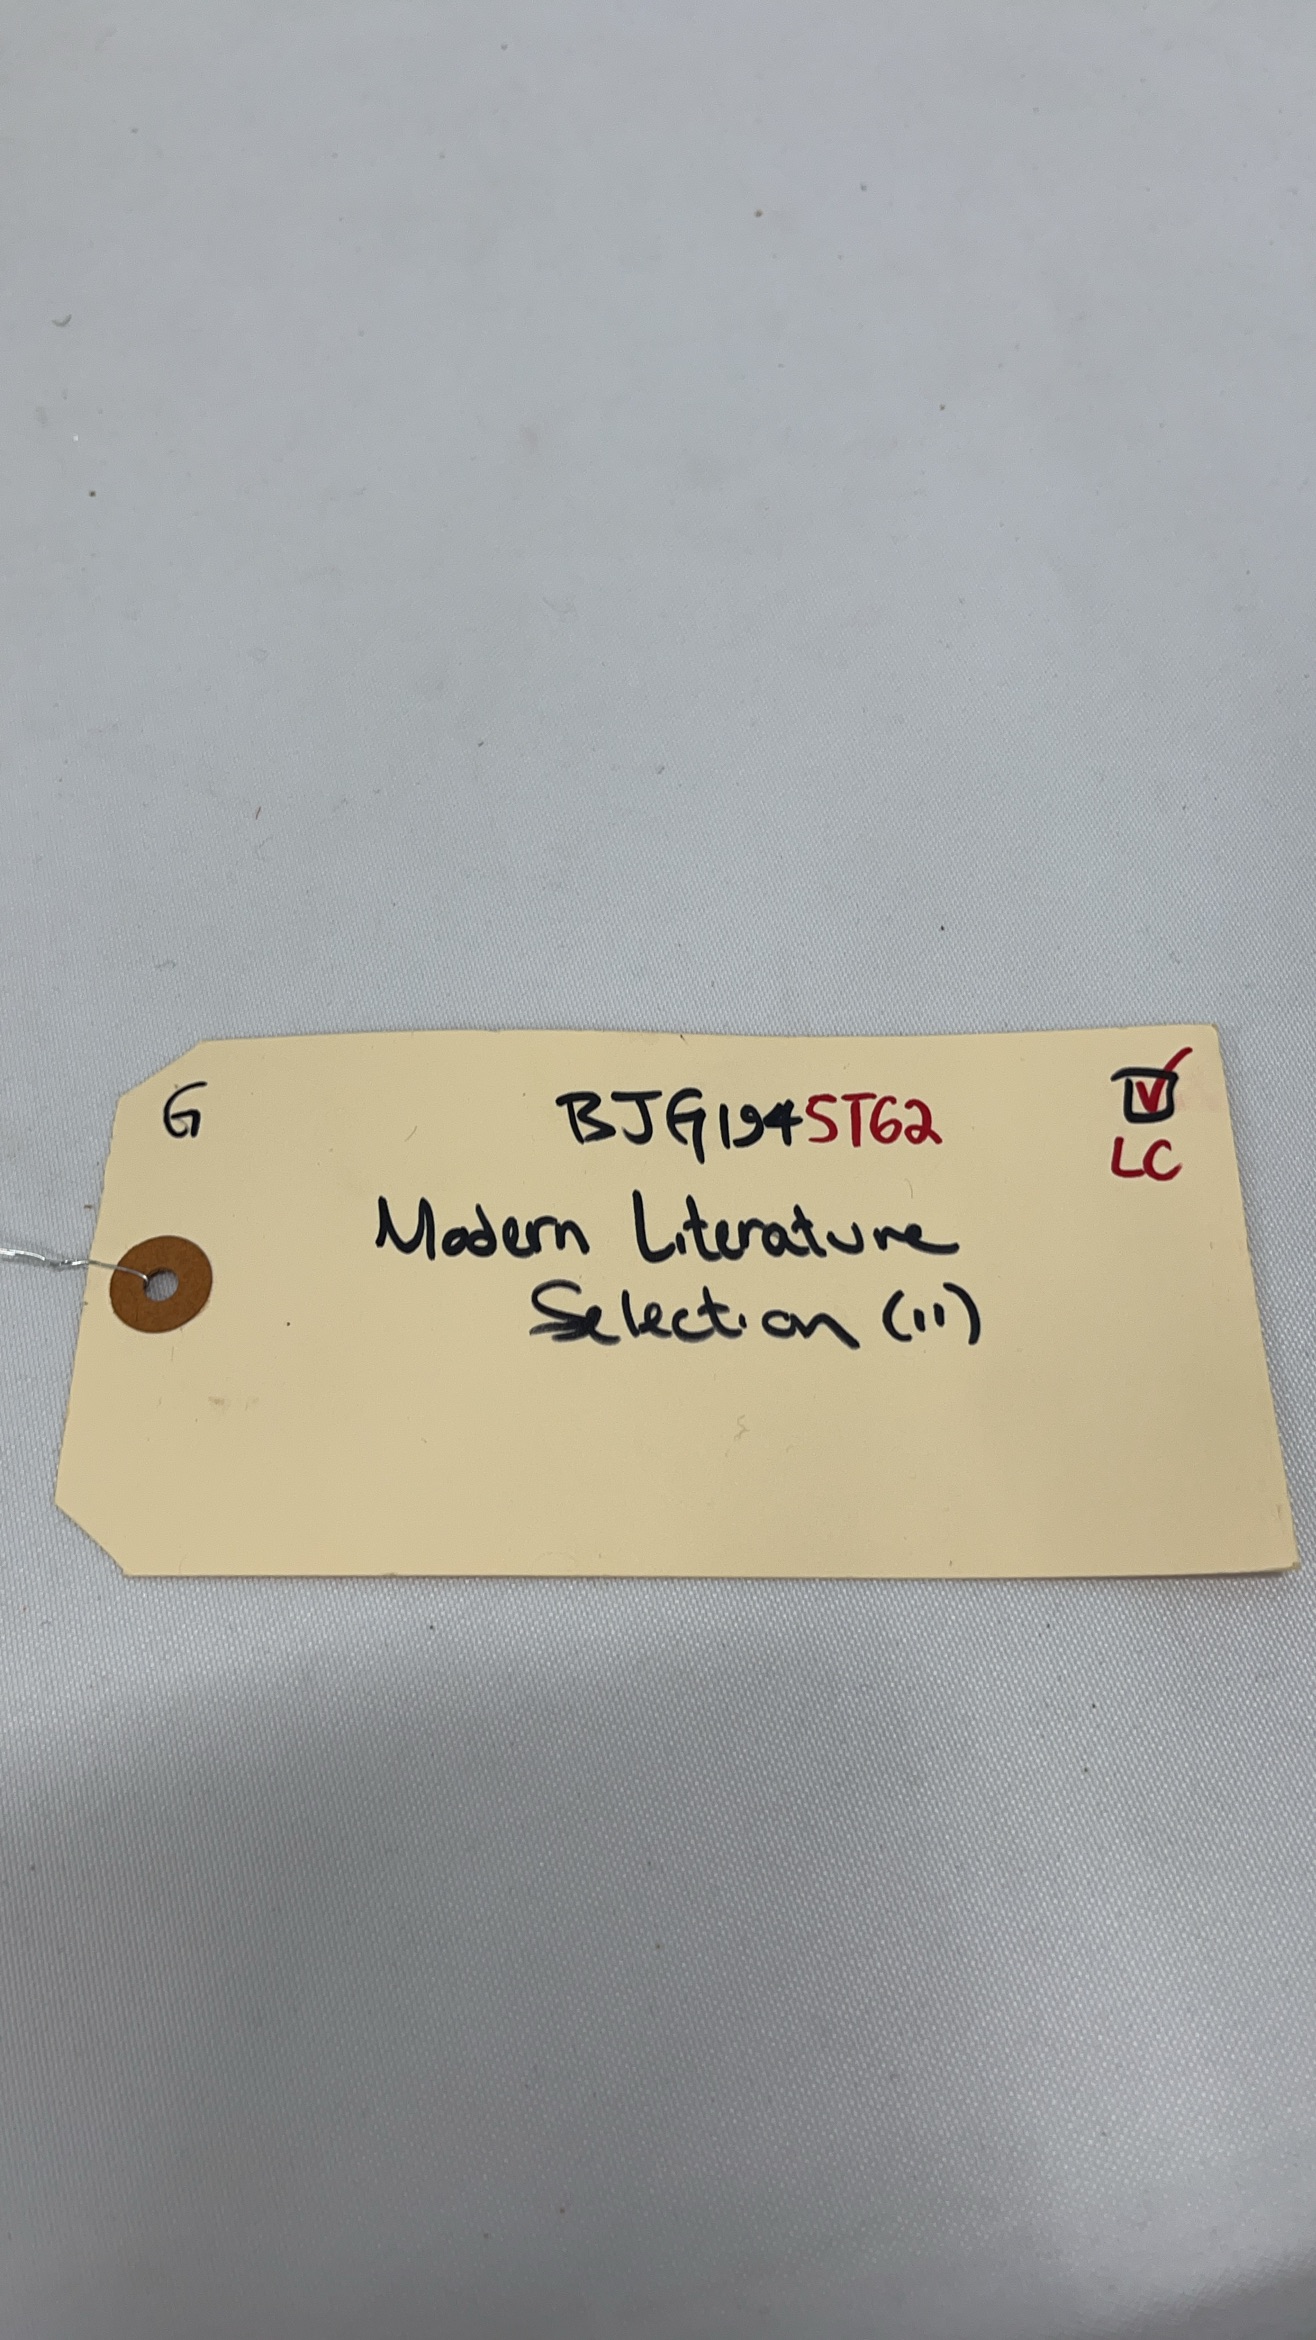 G
BJG194ST62
LC
Modern Literature
Selection (11)